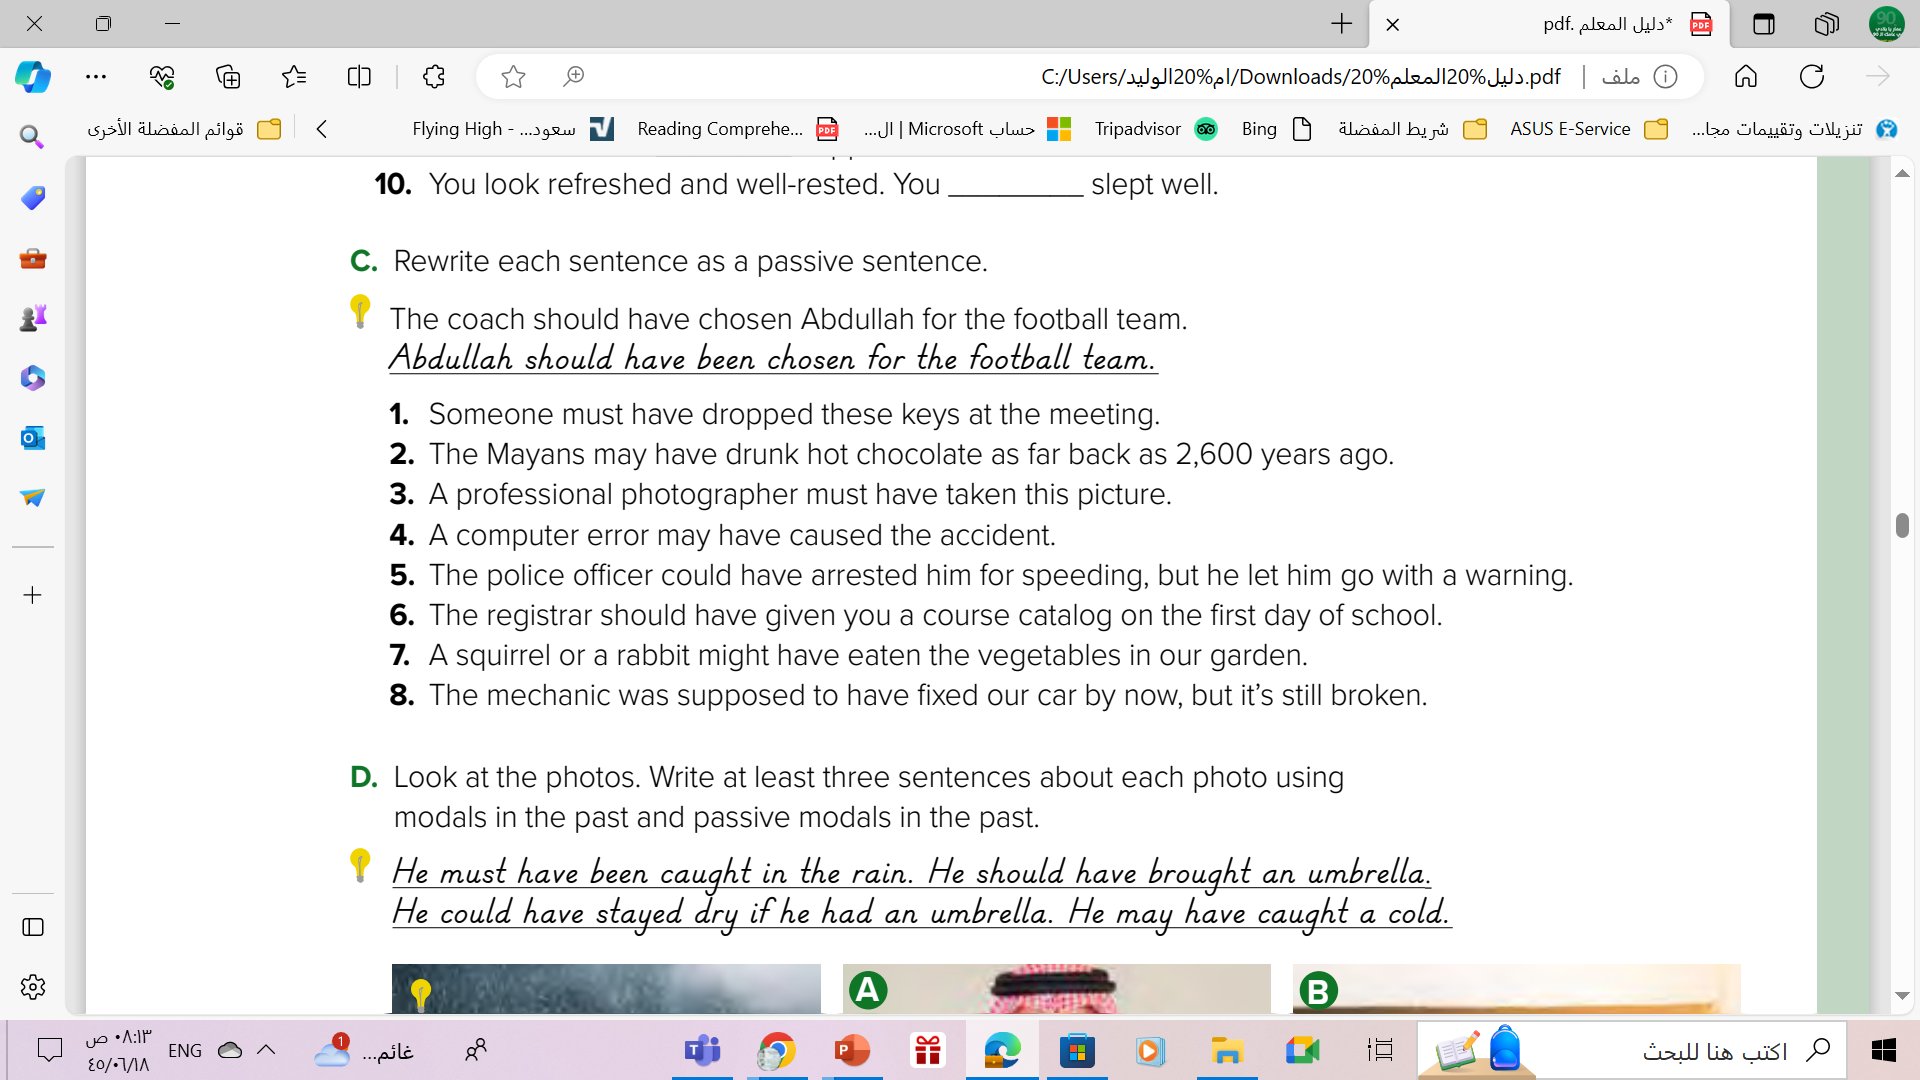 *دليل المعلم .pdf
C:/Users/ام%20الوليد/Downloads/دليل%20المعلم%20.pdf
ملف
قوائم المفضلة الأخرى
Flying High - ...سعود
Reading Comprehe...
حساب Microsoft | ال...
Tripadvisor
Bing
شريط المفضلة
ASUS E-Service
تنزيلات وتقييمات مجا...
10. You look refreshed and well-rested. You _________ slept well.
C. Rewrite each sentence as a passive sentence.
The coach should have chosen Abdullah for the football team.
Abdullah should have been chosen for the football team.
1. Someone must have dropped these keys at the meeting.
2. The Mayans may have drunk hot chocolate as far back as 2,600 years ago.
3. A professional photographer must have taken this picture.
4. A computer error may have caused the accident.
5. The police officer could have arrested him for speeding, but he let him go with a warning.
6. The registrar should have given you a course catalog on the first day of school.
7. A squirrel or a rabbit might have eaten the vegetables in our garden.
8. The mechanic was supposed to have fixed our car by now, but it's still broken.
D. Look at the photos. Write at least three sentences about each photo using
modals in the past and passive modals in the past.
He must have been caught in the rain. He should have brought an umbrella.
He could have stayed dry if he had an umbrella. He may have caught a cold.
A
B
٠٨:١٣ ص
٤٥/٠٦/١٨
ENG
1
غائم...
اكتب هنا للبحث